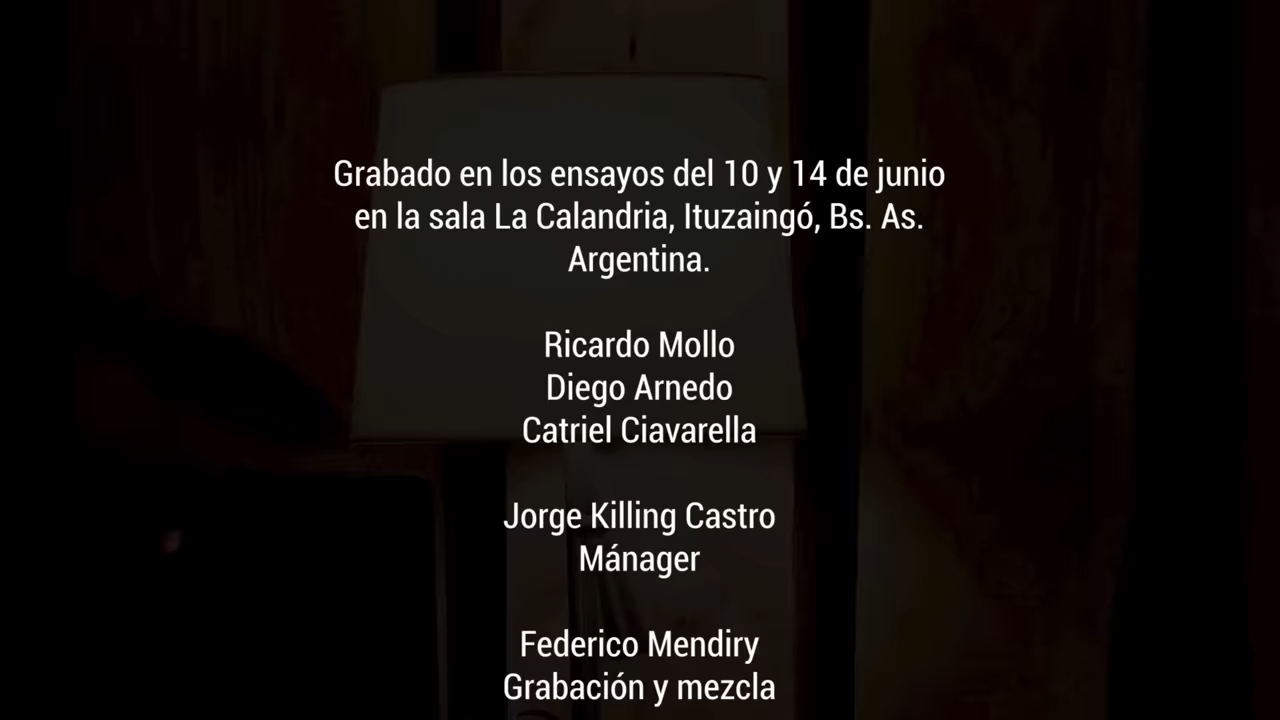 Grabado en los ensayos del 10 y 14 de junio
en la sala La Calandria, Ituzaingó, Bs. As.
Argentina.
Ricardo Mollo
Diego Arnedo
Catriel Ciavarella
Jorge Killing Castro
Mánager
Federico Mendiry
Grabación y mezcla